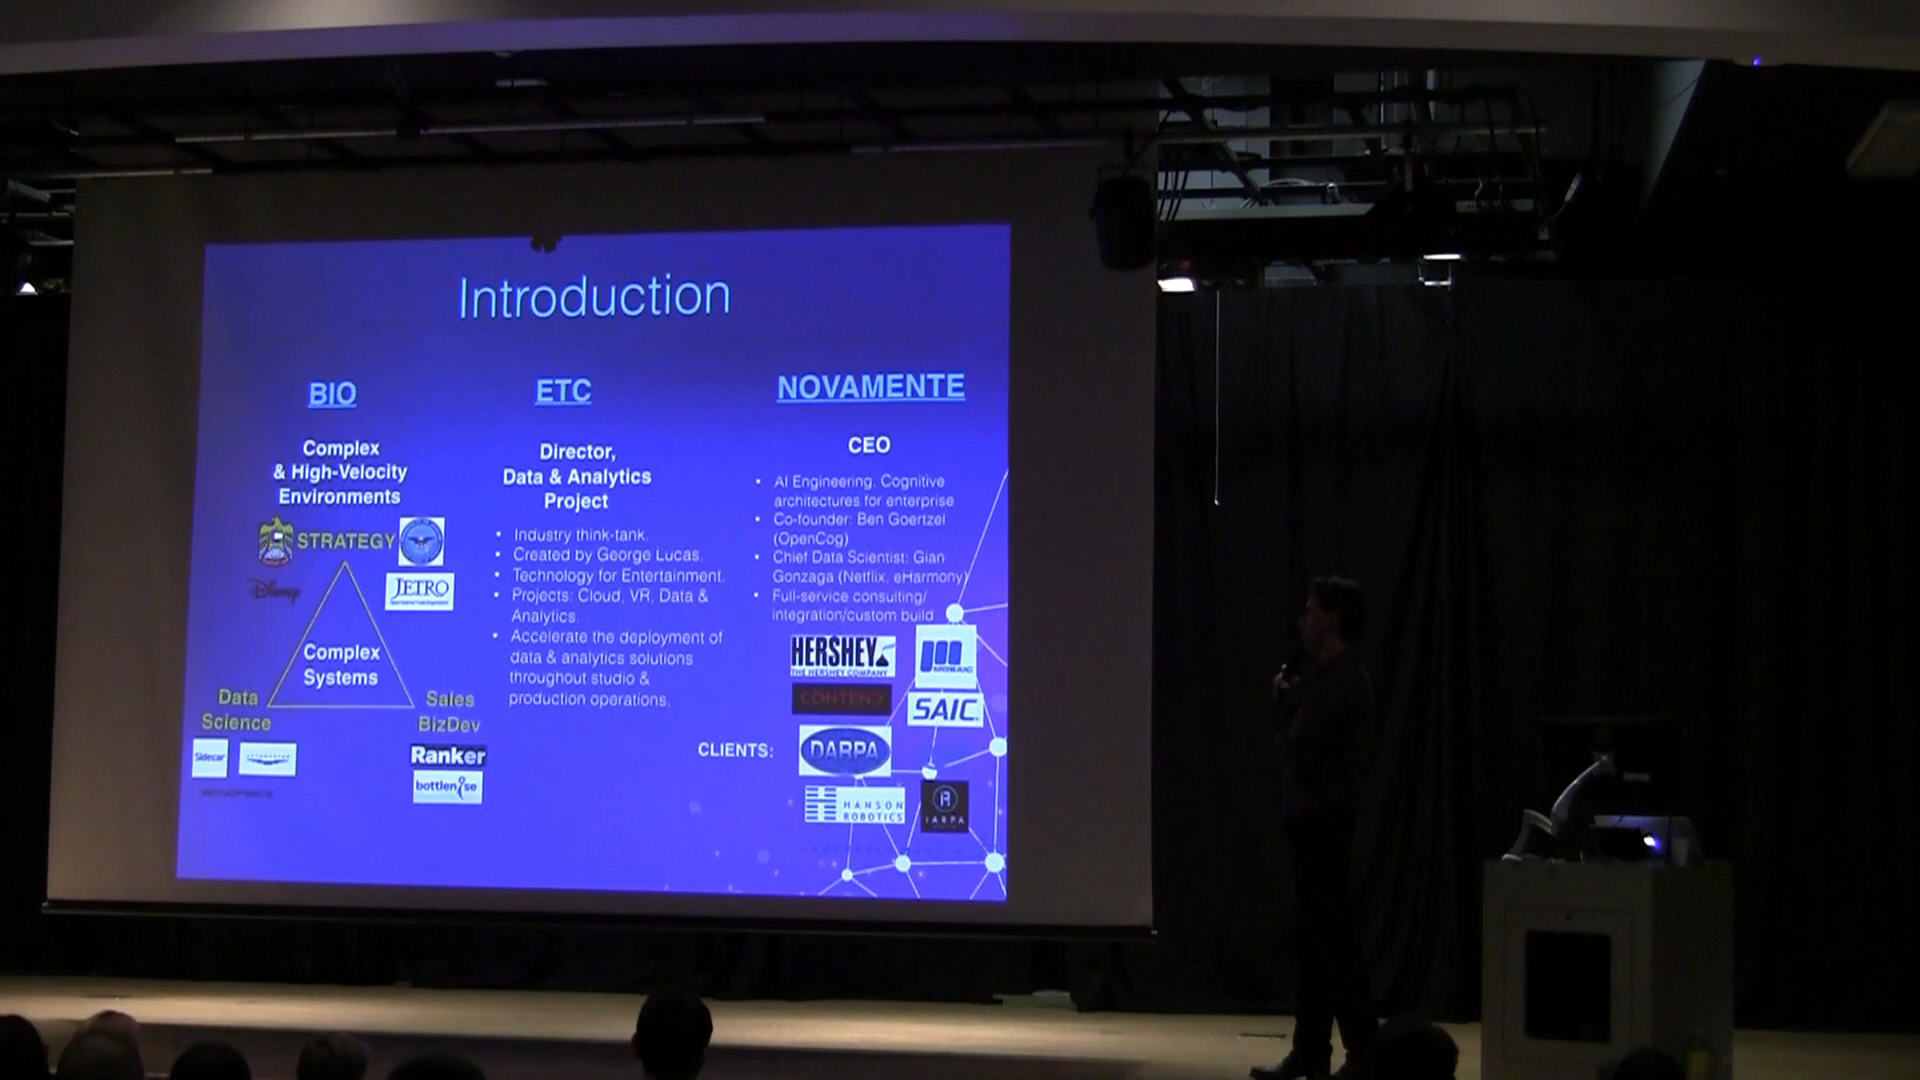 Introduction
BIO
Complex
& High-Velocity
Environments
STRATEGY
Disney
JETRO
Complex
Systems
Data
Science
Sales
BizDev
Sidecar
Ranker
bottlenose
ETC
Director,
Data & Analytics
Project
• Industry think-tank.
• Created by George Lucas.
• Technology for Entertainment.
• Projects: Cloud, VR, Data &
Analytics.
• Accelerate the deployment of
data & analytics solutions
throughout studio &
production operations.
NOVAMENTE
CEO
• AI Engineering. Cognitive
architectures for enterprise
• Co-founder: Ben Goertzel
(OpenCog)
• Chief Data Scientist: Gian
Gonzaga (Netflix, eHarmony)
• Full-service consulting/
integration/custom build
HERSHEY
THE HERSHEY COMPANY
MOSAIC
CONTEND
SAIC
CLIENTS:
DARPA
HANSON
ROBOTICS
IARPA